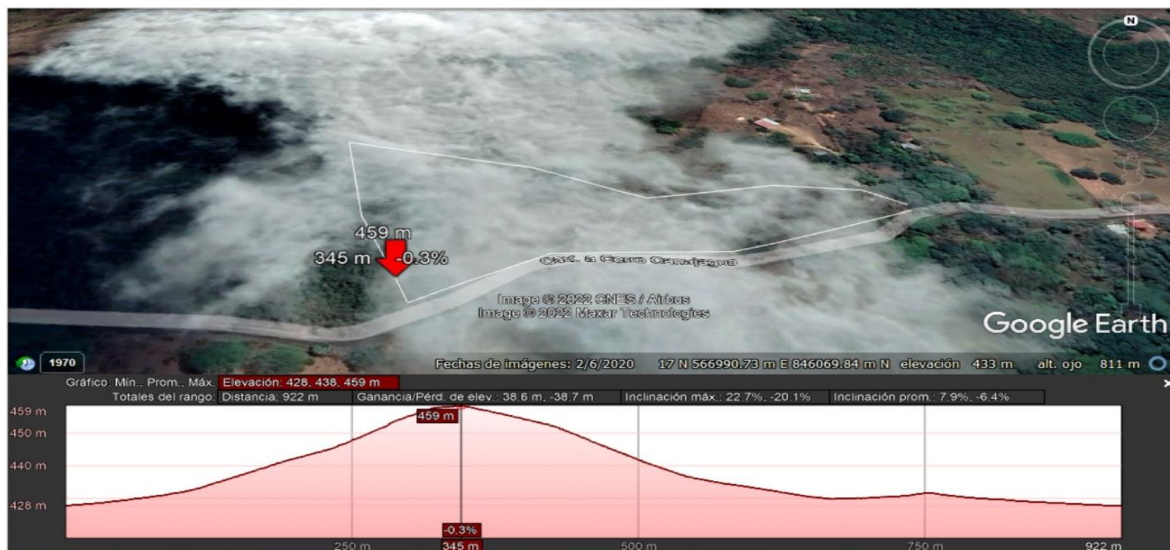 N
459 m
345 m -0.3%
Carr. a Cerro Canajagua
Image © 2022 CNES / Airbus
Image © 2022 Maxar Technologies
Google Earth
1970
Fechas de imágenes: 2/6/2020 17 N 566990.73 m E 846069.84 m N elevación 433 m alt. ojo 811 m
Gráfico: Mín., Prom., Máx. Elevación: 428, 438, 459 m
Totales del rango: Distancia: 922 m Ganancia/Pérd. de elev.: 38.6 m, -38.7 m Inclinación máx.: 22.7%, -20.1% Inclinación prom.: 7.9%, -6.4%
459 m
459 m
450 m
440 m
428 m
-0.3%
250 m 345 m 500 m 750 m 922 m